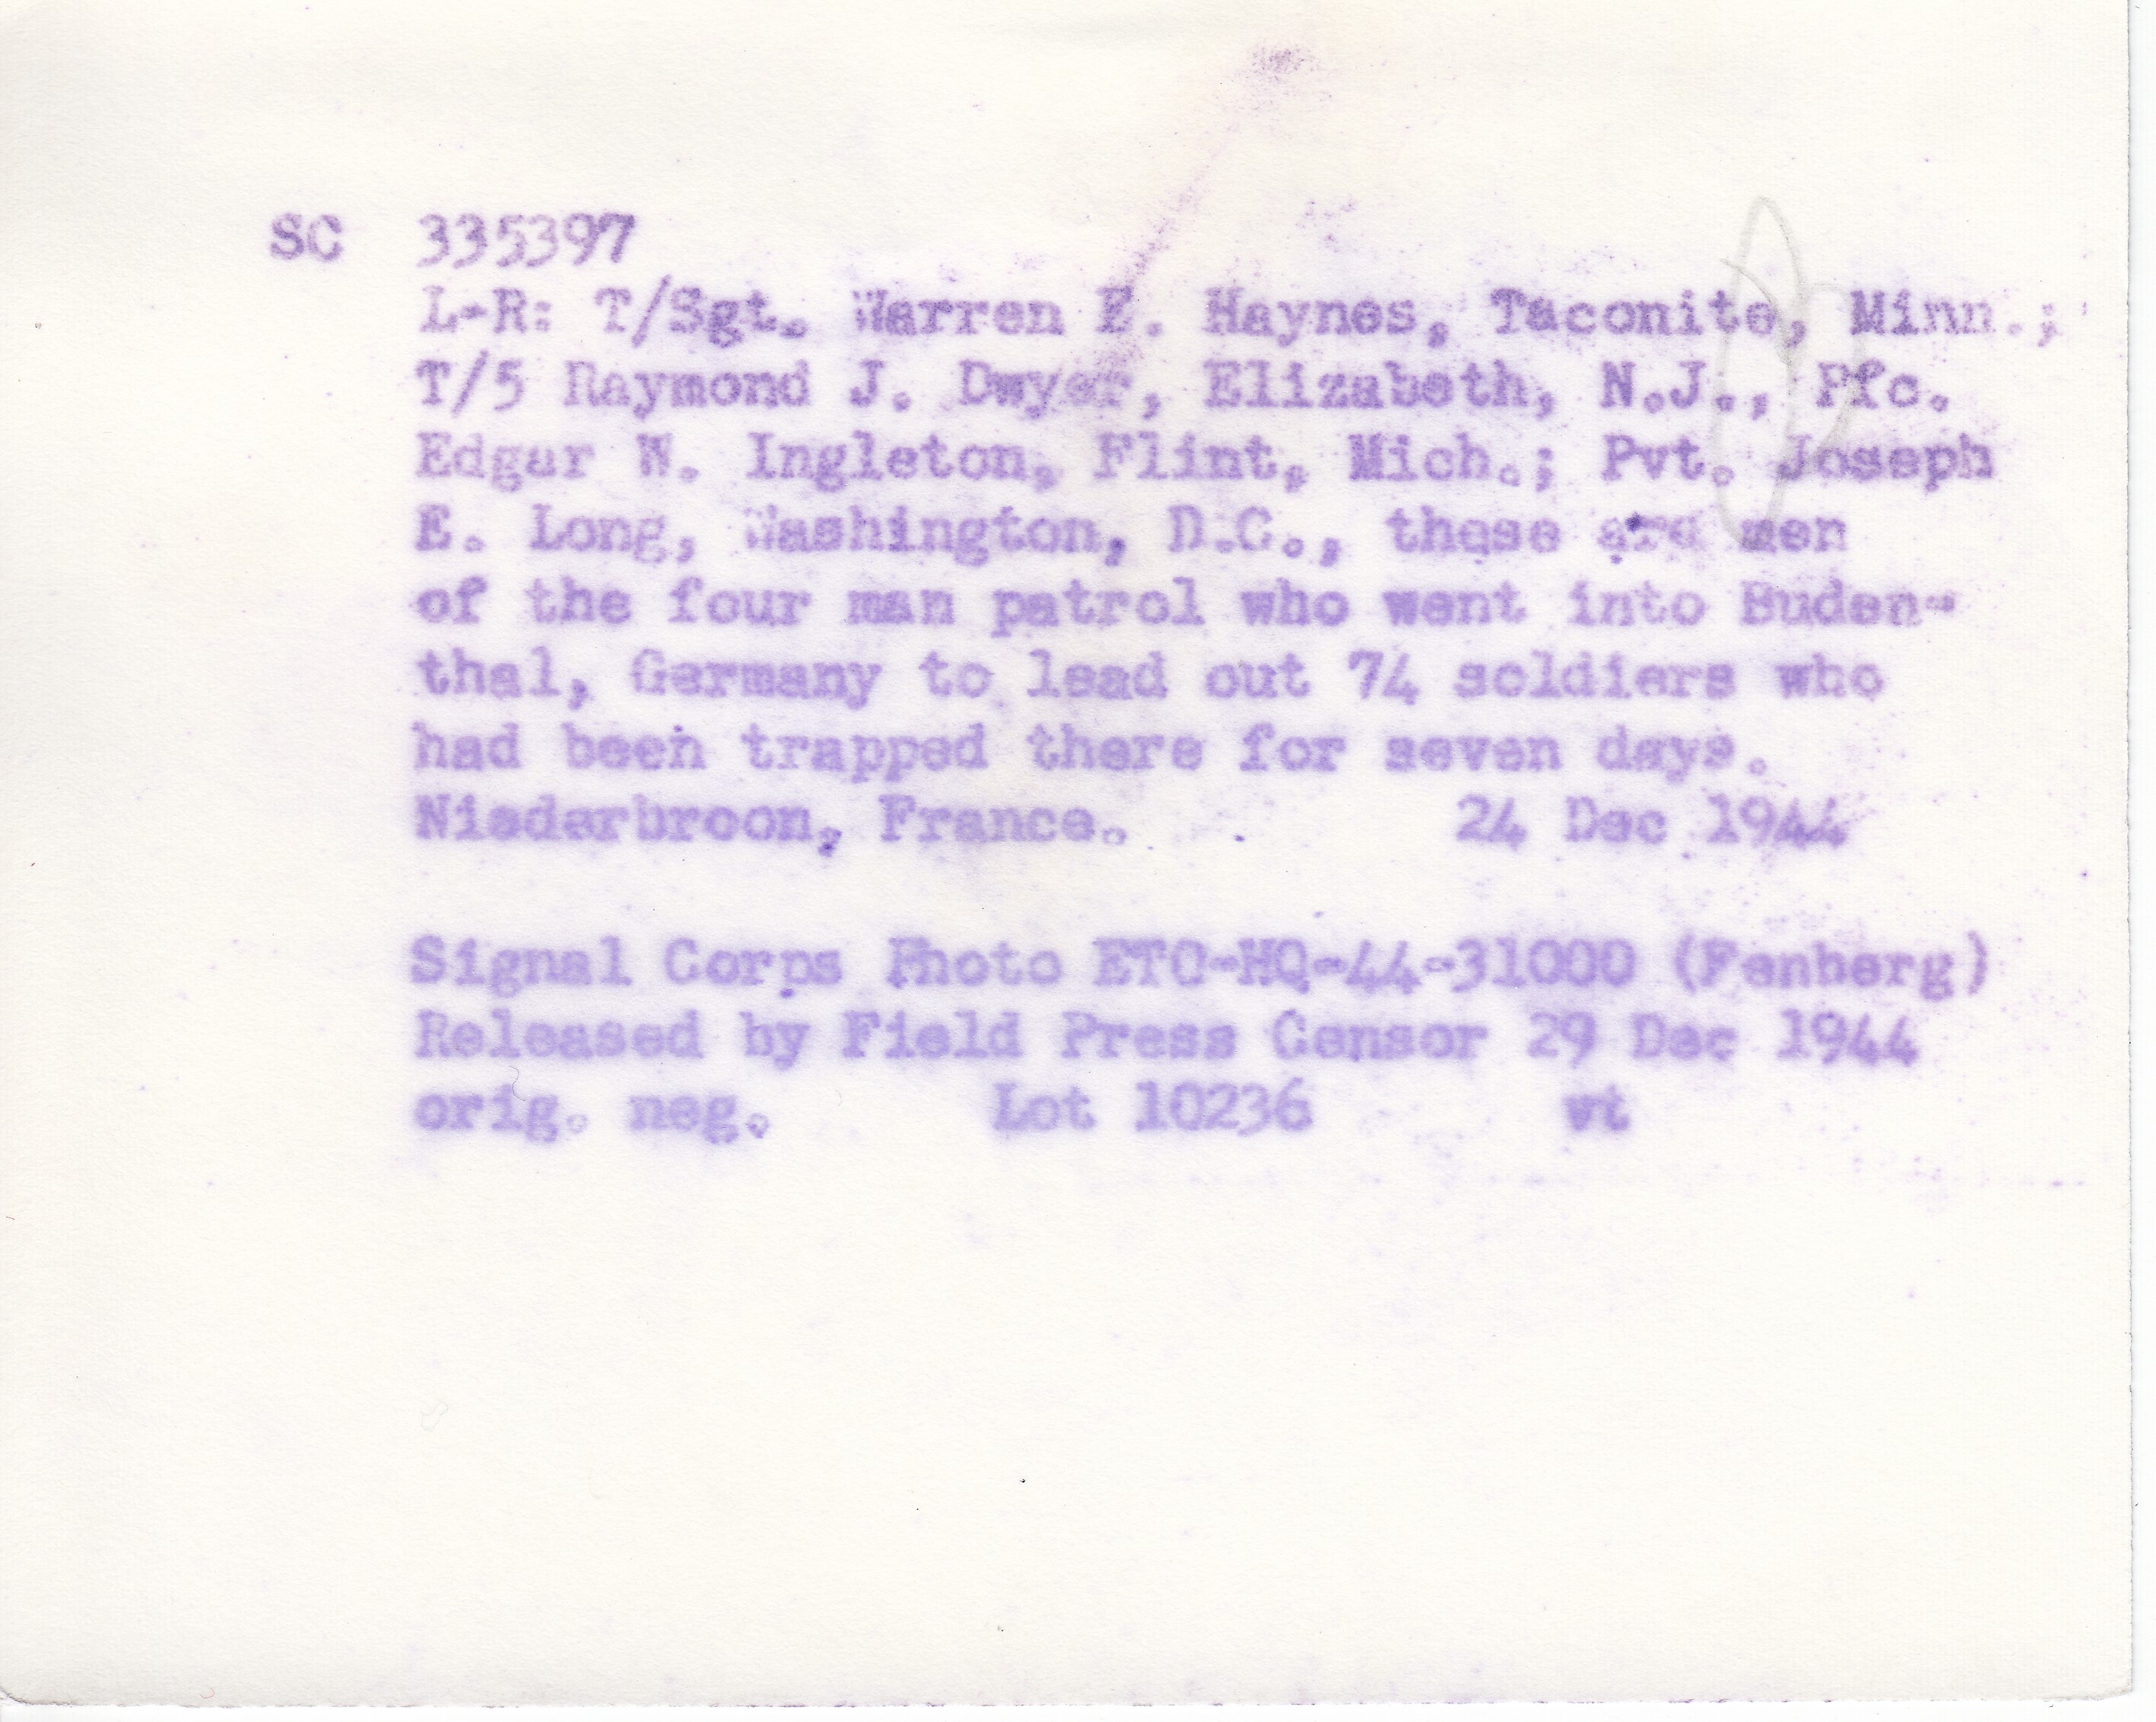 SC 335397
L-R: T/Sgt. Warren E. Haynes, Taconite, Minn.;
T/5 Raymond J. Dwyer, Elizabeth, N.J., Pfc.
Edgar W. Ingleton, Flint, Mich.; Pvt. Joseph
E. Long, Washington, D.C., these are men
of the four man patrol who went into Buden-
thal, Germany to lead out 74 soldiers who
had been trapped there for seven days.
Niederbroon, France. 24 Dec 1944
Signal Corps Photo ETO-HQ-44-31000 (Fenberg)
Released by Field Press Censor 29 Dec 1944
orig. neg. Lot 10236 vt